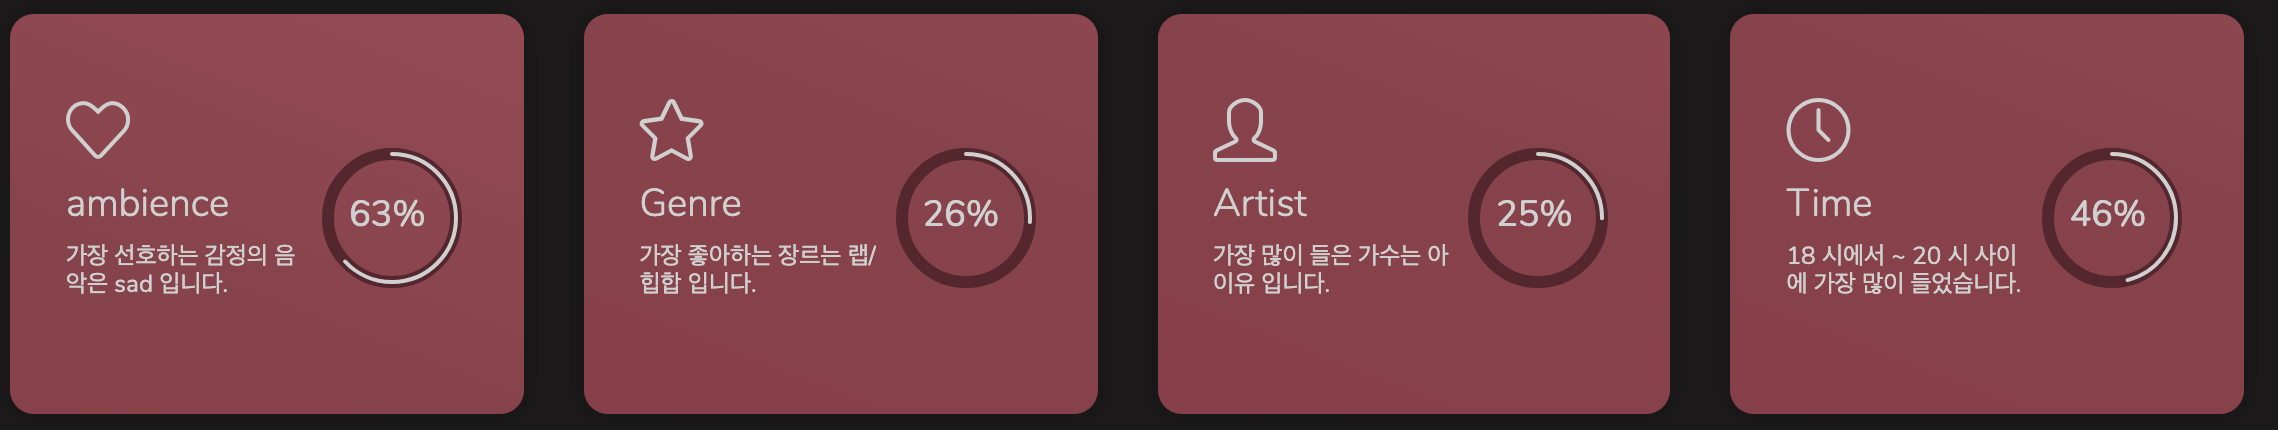 ambience
63%
가장 선호하는 감정의 음
악은 sad 입니다.
Genre
26%
가장 좋아하는 장르는 랩/
힙합 입니다.
Artist
25%
가장 많이 들은 가수는 아
이유 입니다.
Time
46%
18 시에서 ~ 20 시 사이
에 가장 많이 들었습니다.